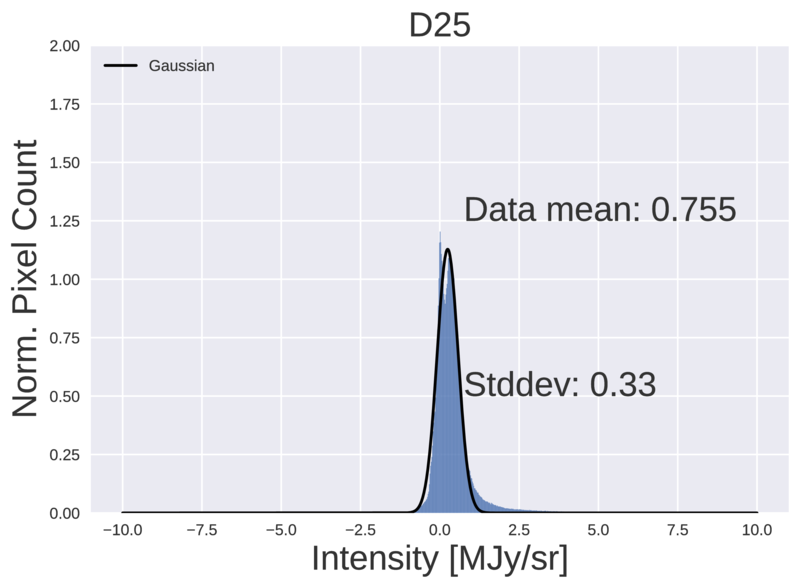 D25
2.00
Gaussian
1.75
1.50
Data mean: 0.755
1.25
1.00
0.75
Stddev: 0.33
0.50
0.25
0.00
Norm. Pixel Count
−10.0 −7.5 −5.0 −2.5 0.0 2.5 5.0 7.5 10.0
Intensity [MJy/sr]